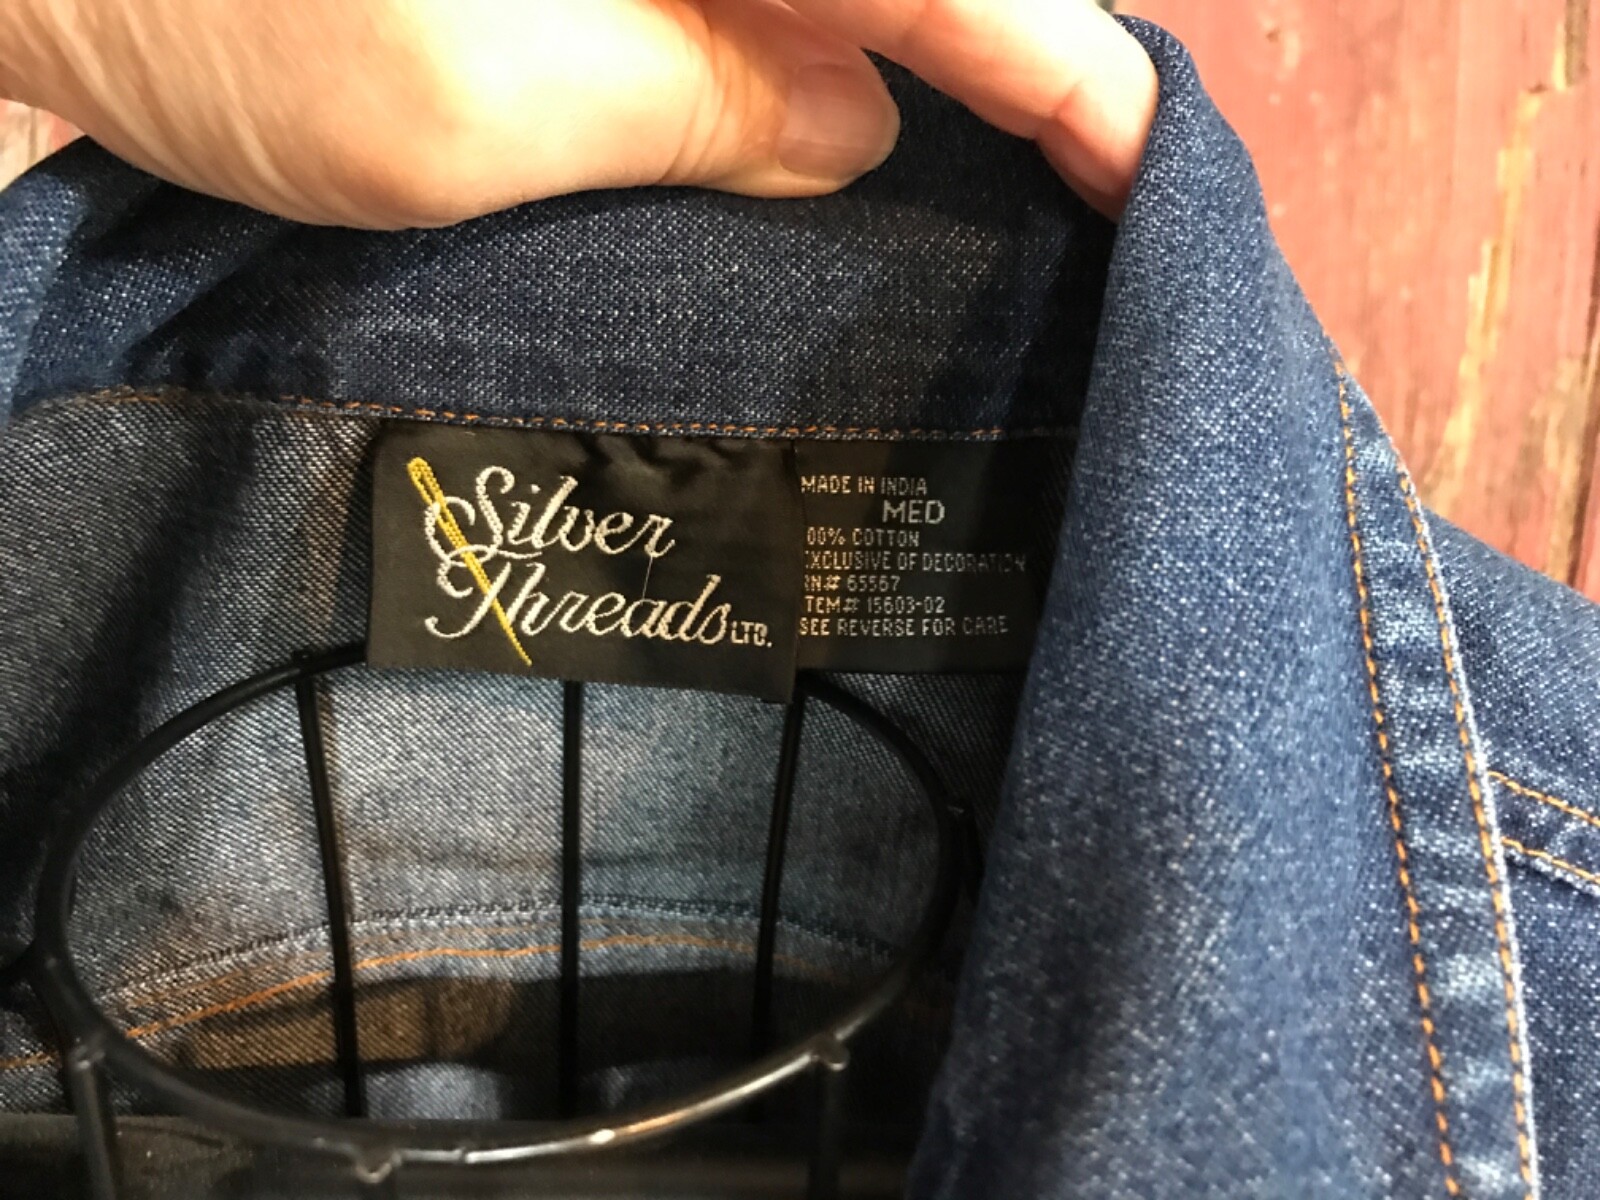 Silver
Threads LTD.
MADE IN INDIA
MED
00% COTTON
XCLUSIVE OF DECORATION
RN# 65567
TEM# 15603-02
SEE REVERSE FOR CARE